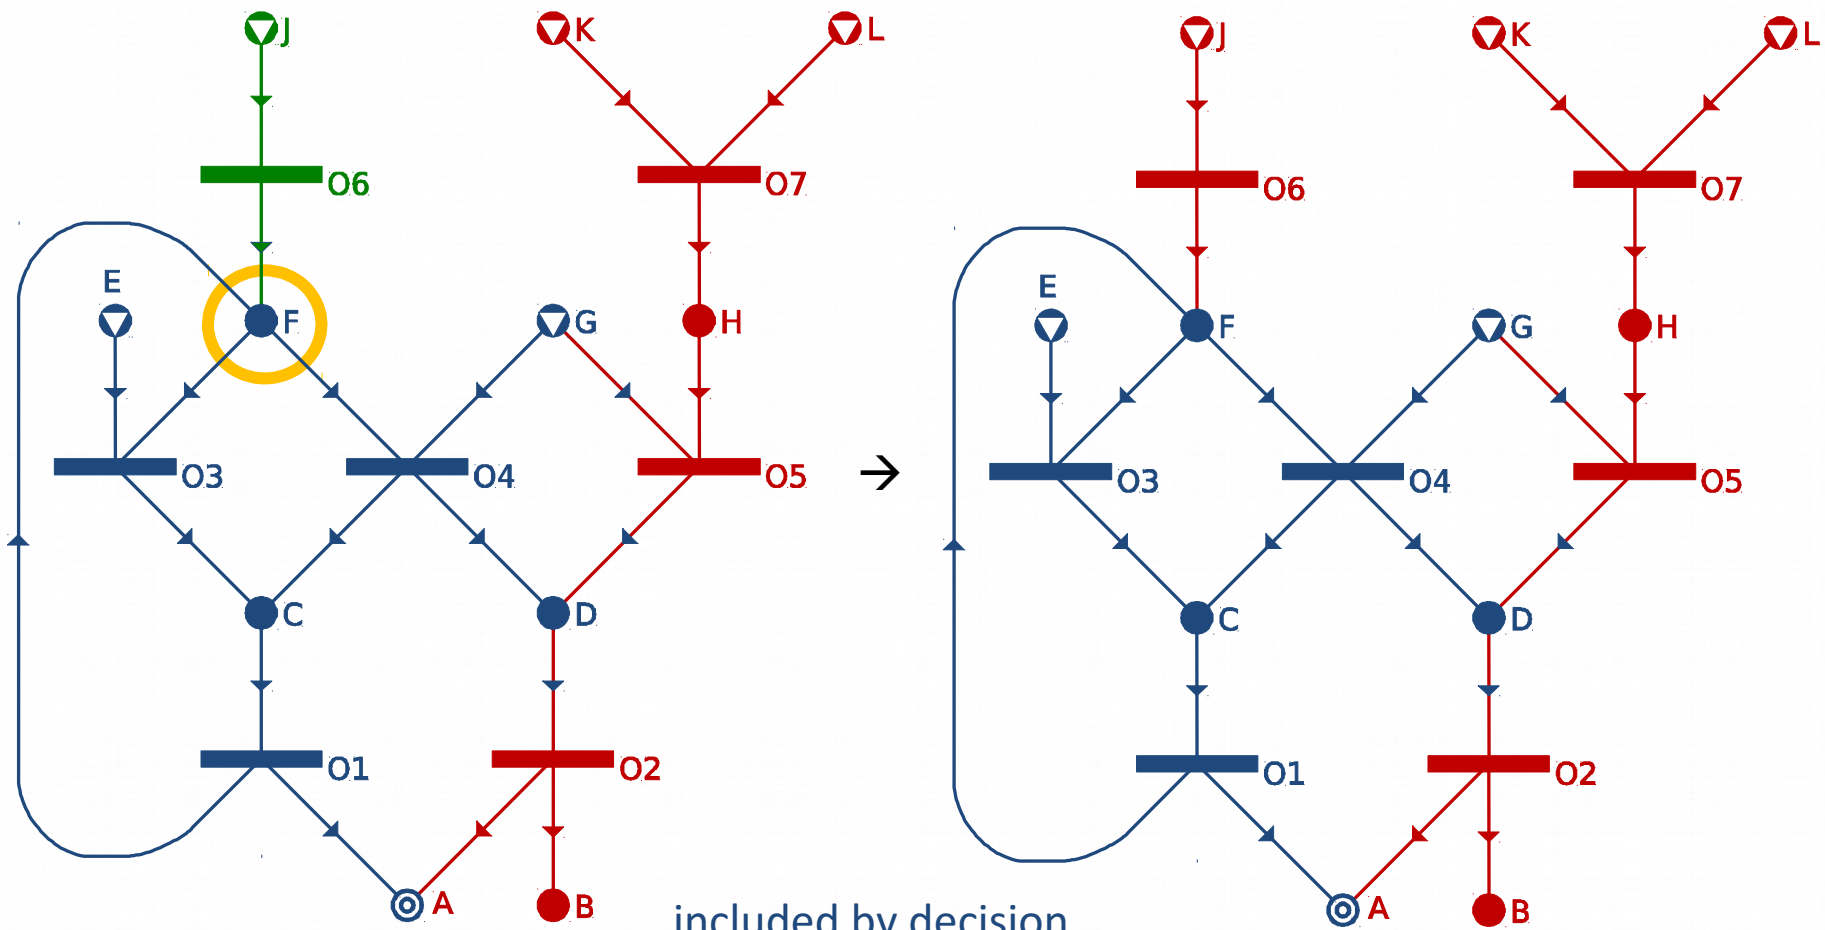 J
K
L
O6
O7
E
F
G
H
O3
O4
O5
C
D
O1
O2
A
B
→
J
K
L
O6
O7
E
F
G
H
O3
O4
O5
C
D
O1
O2
A
B
included by decision